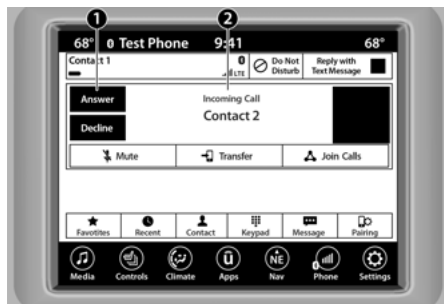 1 2
68° 0 Test Phone 9:41 68°
Contact 1 0 LTE Do Not Disturb Reply with Text Message
Answer Incoming Call
Decline Contact 2
Mute Transfer Join Calls
Favotites Recent Contact Keypad Message Pairing
Media Controls Climate Apps Nav Phone Settings
ü NE